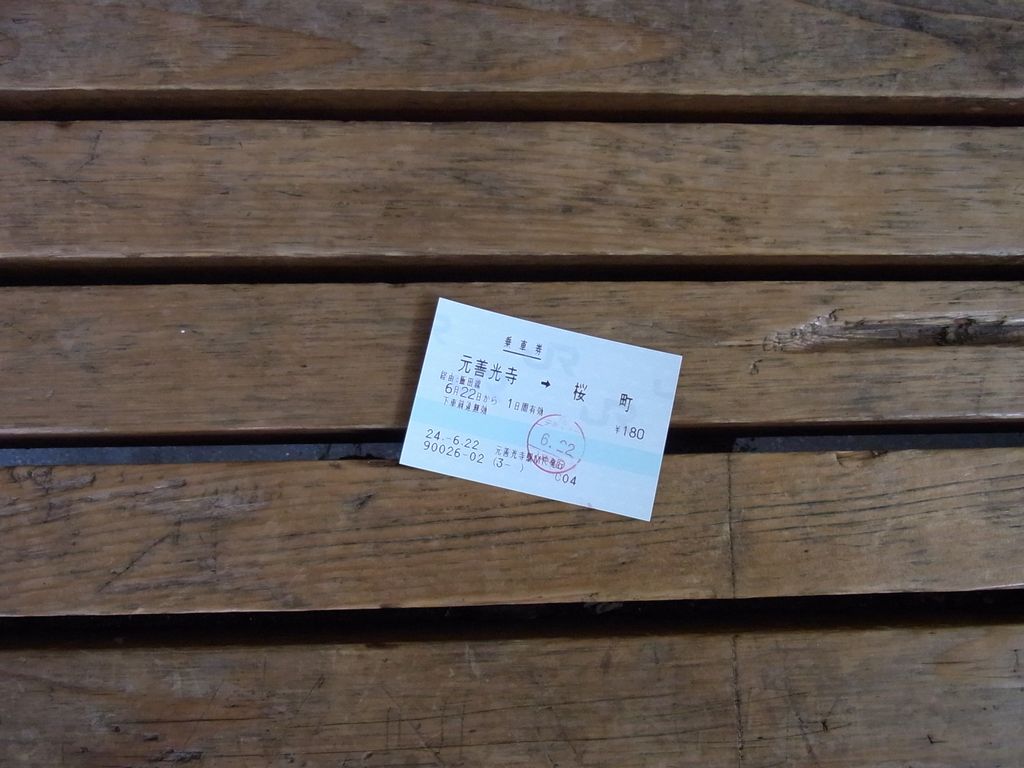 乗車券
元善光寺 → 桜町
経由:飯田線
6月22日から 1日間有効 ¥180
下車前途無効
6.22
24.-6.22 元善光寺駅
90026-02 (3- ) 004